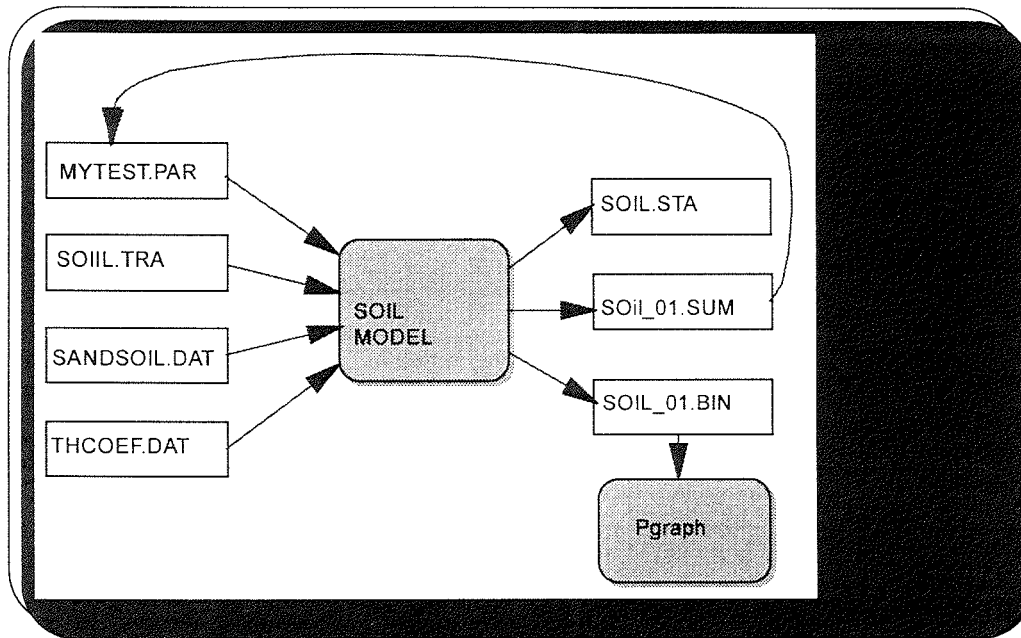 MYTEST.PAR
SOIIL.TRA
SANDSOIL.DAT
THCOEF.DAT
SOIL
MODEL
SOIL.STA
SOil_01.SUM
SOIL_01.BIN
Pgraph